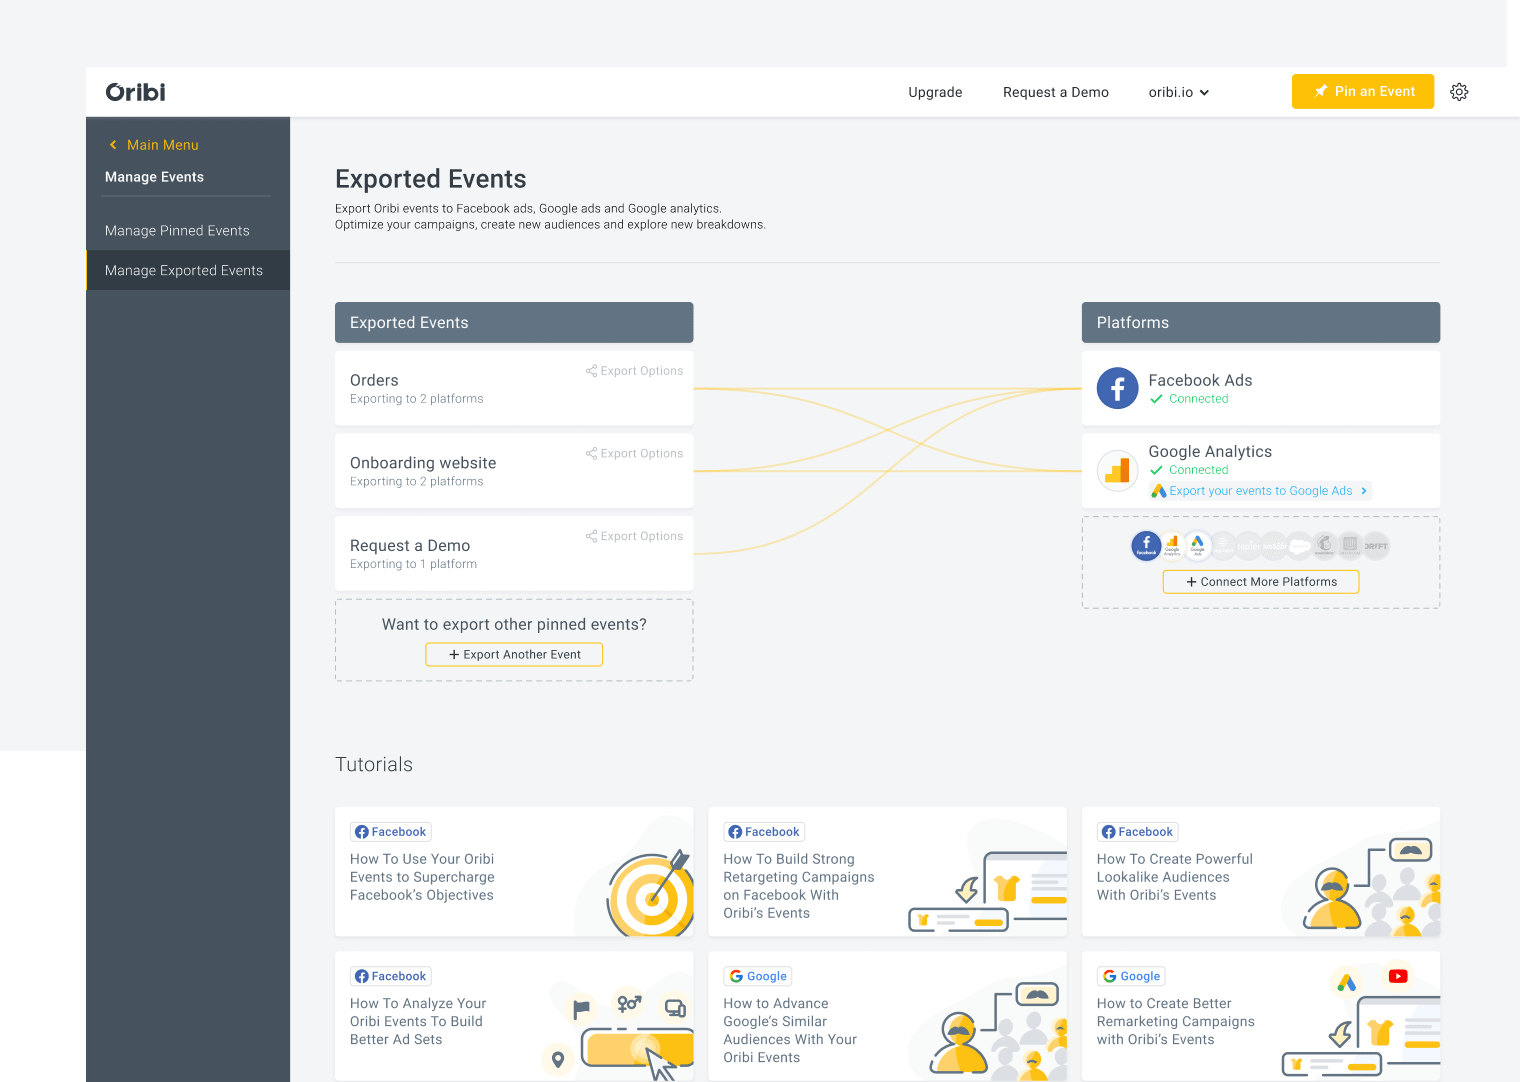 Oribi
Upgrade
Request a Demo
oribi.io
Pin an Event
Main Menu
Manage Events
Manage Pinned Events
Manage Exported Events
Exported Events
Export Oribi events to Facebook ads, Google ads and Google analytics.
Optimize your campaigns, create new audiences and explore new breakdowns.
Exported Events
Orders
Exporting to 2 platforms
Export Options
Onboarding website
Exporting to 2 platforms
Export Options
Request a Demo
Exporting to 1 platform
Export Options
Want to export other pinned events?
+ Export Another Event
Platforms
Facebook Ads
Connected
Google Analytics
Connected
Export your events to Google Ads
facebook
Google
Analytics
Google
Ads
+ Connect More Platforms
Tutorials
Facebook
How To Use Your Oribi
Events to Supercharge
Facebook's Objectives
Facebook
How To Build Strong
Retargeting Campaigns
on Facebook With
Oribi's Events
Facebook
How To Create Powerful
Lookalike Audiences
With Oribi's Events
Facebook
How To Analyze Your
Oribi Events To Build
Better Ad Sets
Google
How to Advance
Google's Similar
Audiences With Your
Oribi Events
Google
How to Create Better
Remarketing Campaigns
with Oribi's Events